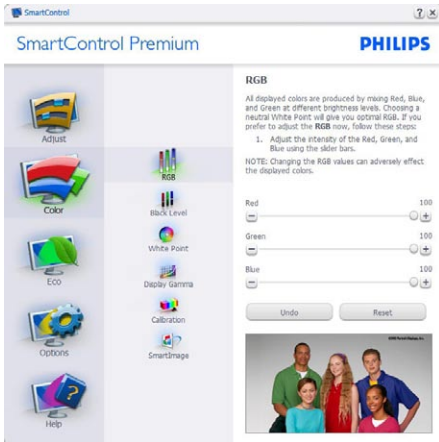 SmartControl
SmartControl Premium
PHILIPS
Adjust
Color
Eco
Options
Help
RGB
Black Level
White Point
Display Gamma
Calibration
SmartImage
RGB
All displayed colors are produced by mixing Red, Blue,
and Green at different brightness levels. Choosing a
neutral White Point will give you optimal RGB. If you
prefer to adjust the RGB now, follow these steps:
1. Adjust the intensity of the Red, Green, and
Blue using the slider bars.
NOTE: Changing the RGB values can adversely effect
the displayed colors.
Red 100
Green 100
Blue 100
Undo Reset